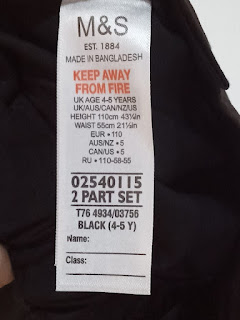 M&S
EST. 1884
MADE IN BANGLADESH
KEEP AWAY
FROM FIRE
UK AGE 4-5 YEARS
UK/AUS/CAN/NZ/US
HEIGHT 110cm 43½in
WAIST 55cm 21½in
EUR • 110
AUS/NZ • 5
CAN/US • 5
RU • 110-58-55
02540115
2 PART SET
T76 4934/03756
BLACK (4-5 Y)
Name:
Class: